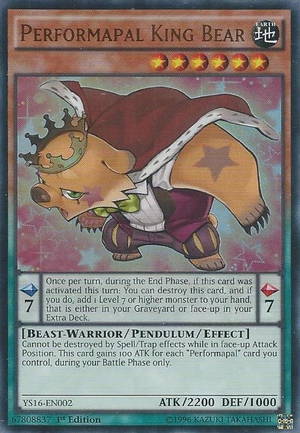 PERFORMAPAL KING BEAR
EARTH
地
Once per turn, during the End Phase, if this card was
activated this turn: You can destroy this card, and if
you do, add 1 Level 7 or higher monster to your hand,
that is either in your Graveyard or face-up in your
Extra Deck.
7
7
[BEAST-WARRIOR/PENDULUM/EFFECT]
Cannot be destroyed by Spell/Trap effects while in face-up Attack
Position. This card gains 100 ATK for each "Performapal" card you
control, during your Battle Phase only.
YS16-EN002
ATK/2200 DEF/1000
67808837
1st Edition
©1996 KAZUKI TAKAHASHI